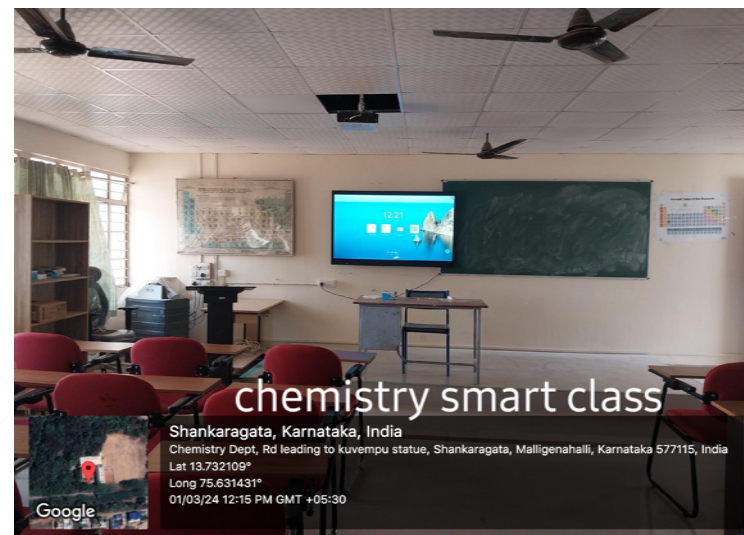 12:21
chemistry smart class
Shankaragata, Karnataka, India
Chemistry Dept, Rd leading to kuvempu statue, Shankaragata, Malligenahalli, Karnataka 577115, India
Lat 13.732109°
Long 75.631431°
01/03/24 12:15 PM GMT +05:30
Google